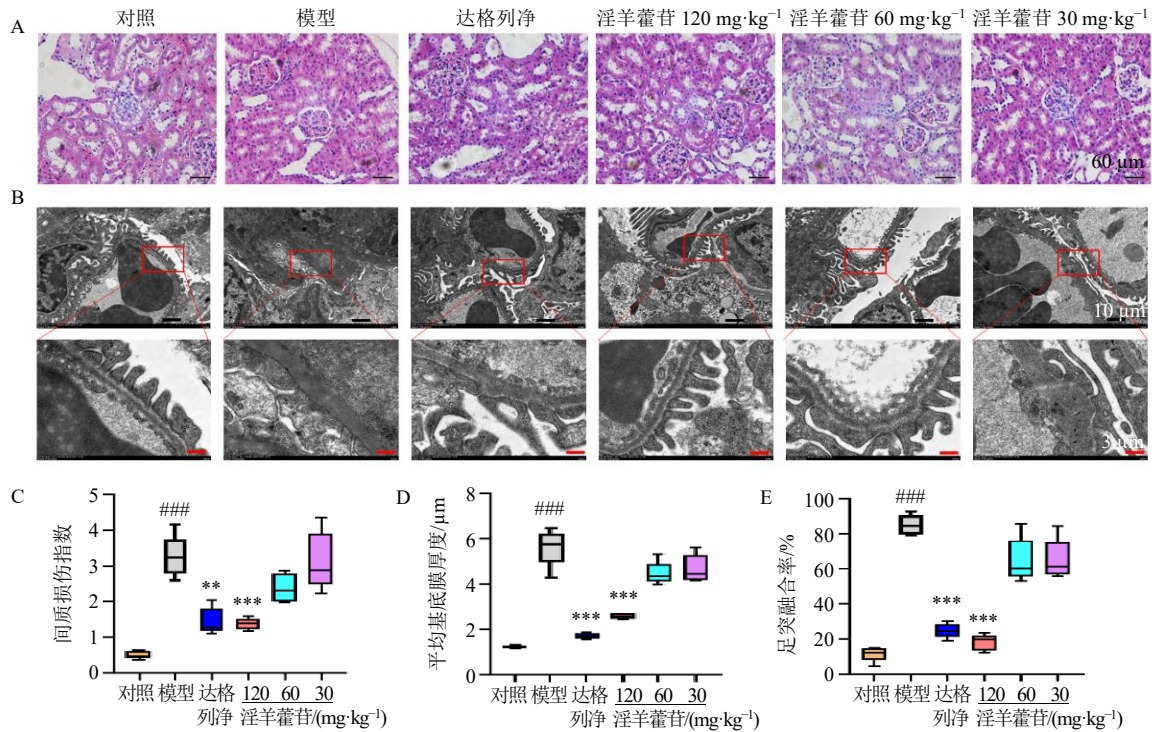 对照 模型 达格列净 淫羊藿苷 120 mg·kg⁻¹ 淫羊藿苷 60 mg·kg⁻¹ 淫羊藿苷 30 mg·kg⁻¹
A
60 μm
B
10 μm
3 μm
C
间质损伤指数
5
4
3
2
1
0
###
**
***
对照 模型 达格 120 60 30
列净 淫羊藿苷/(mg·kg⁻¹)
D
平均基底膜厚度/μm
8
6
4
2
0
###
***
***
对照 模型 达格 120 60 30
列净 淫羊藿苷/(mg·kg⁻¹)
E
足突融合率/%
100
80
60
40
20
0
###
***
***
对照 模型 达格 120 60 30
列净 淫羊藿苷/(mg·kg⁻¹)